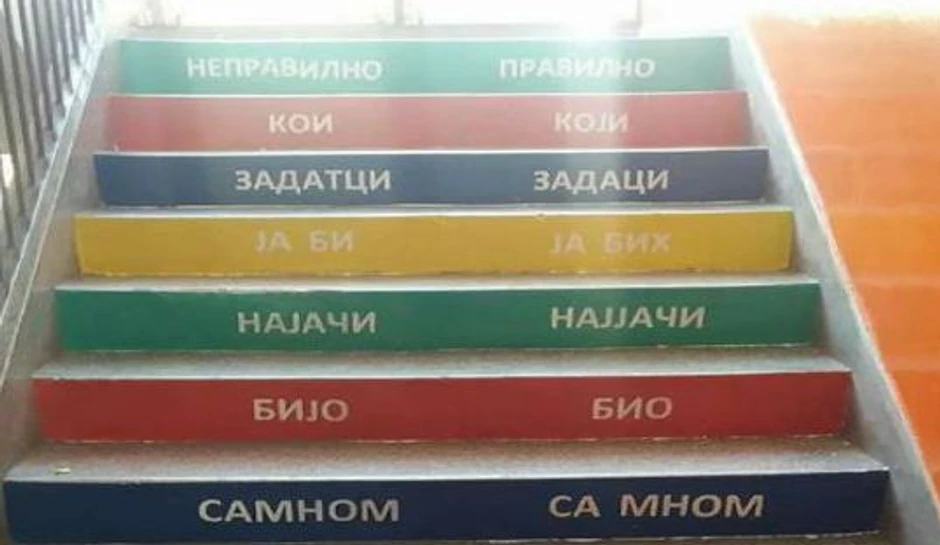 НЕПРАВИЛНО ПРАВИЛНО
КОИ КОЈИ
ЗАДАТЦИ ЗАДАЦИ
ЈА БИ ЈА БИХ
НАЈАЧИ НАЈЈАЧИ
БИЈО БИО
САМНОМ СА МНОМ